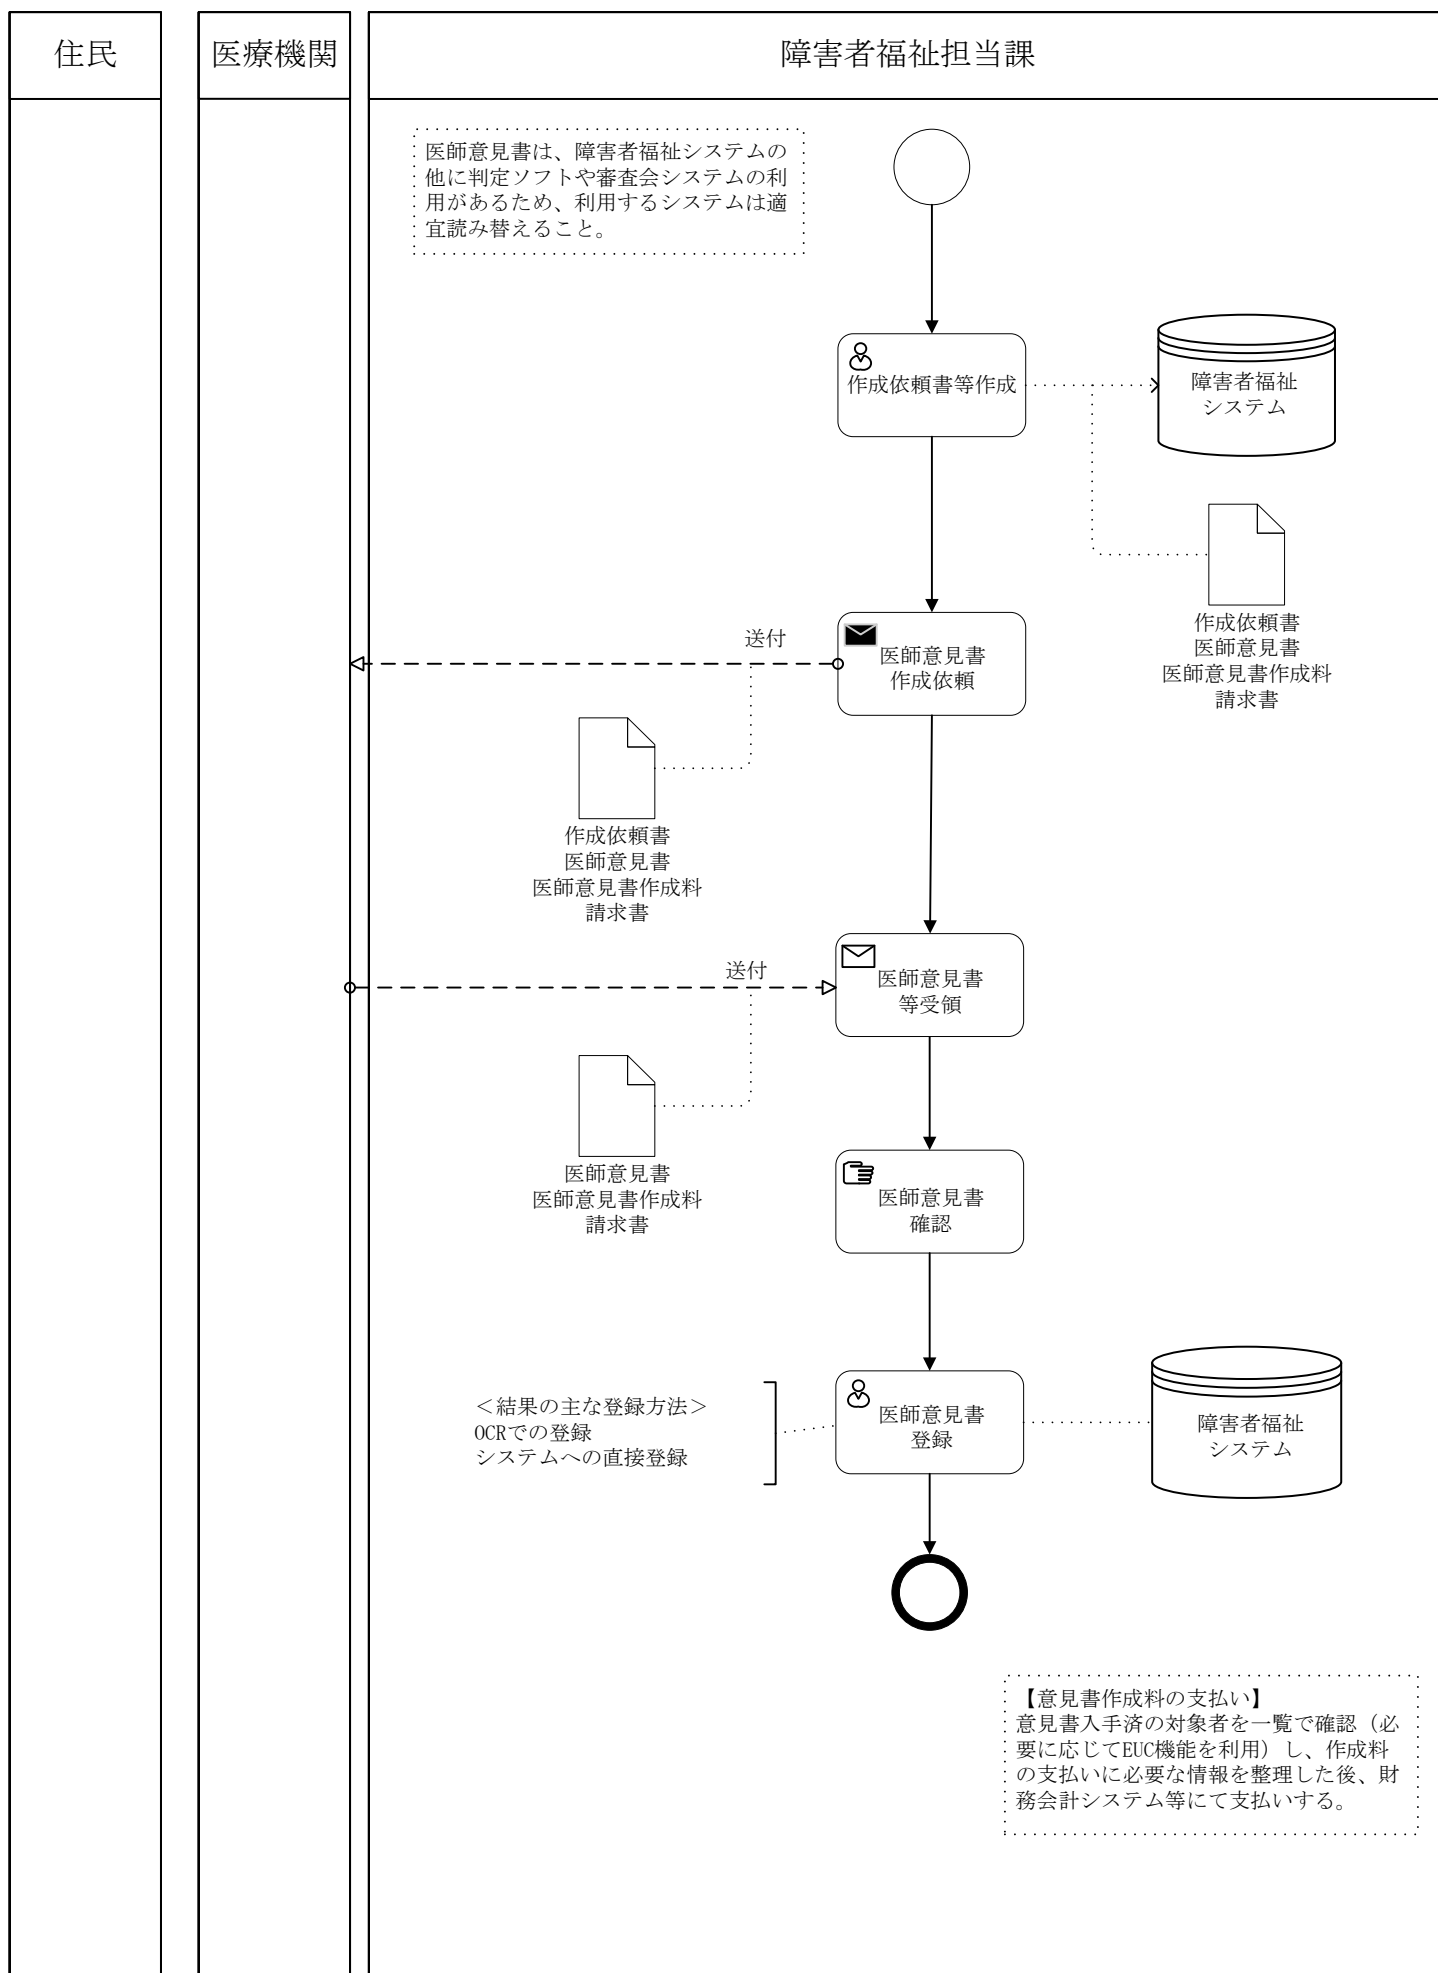 住民
医療機関
障害者福祉担当課
医師意見書は、障害者福祉システムの
他に判定ソフトや審査会システムの利
用があるため、利用するシステムは適
宜読み替えること。
作成依頼書等作成
障害者福祉
システム
作成依頼書
医師意見書
医師意見書作成料
請求書
送付
医師意見書
作成依頼
作成依頼書
医師意見書
医師意見書作成料
請求書
送付
医師意見書
等受領
医師意見書
医師意見書作成料
請求書
医師意見書
確認
＜結果の主な登録方法＞
OCRでの登録
システムへの直接登録
医師意見書
登録
障害者福祉
システム
【意見書作成料の支払い】
意見書入手済の対象者を一覧で確認（必
要に応じてEUC機能を利用）し、作成料
の支払いに必要な情報を整理した後、財
務会計システム等にて支払いする。